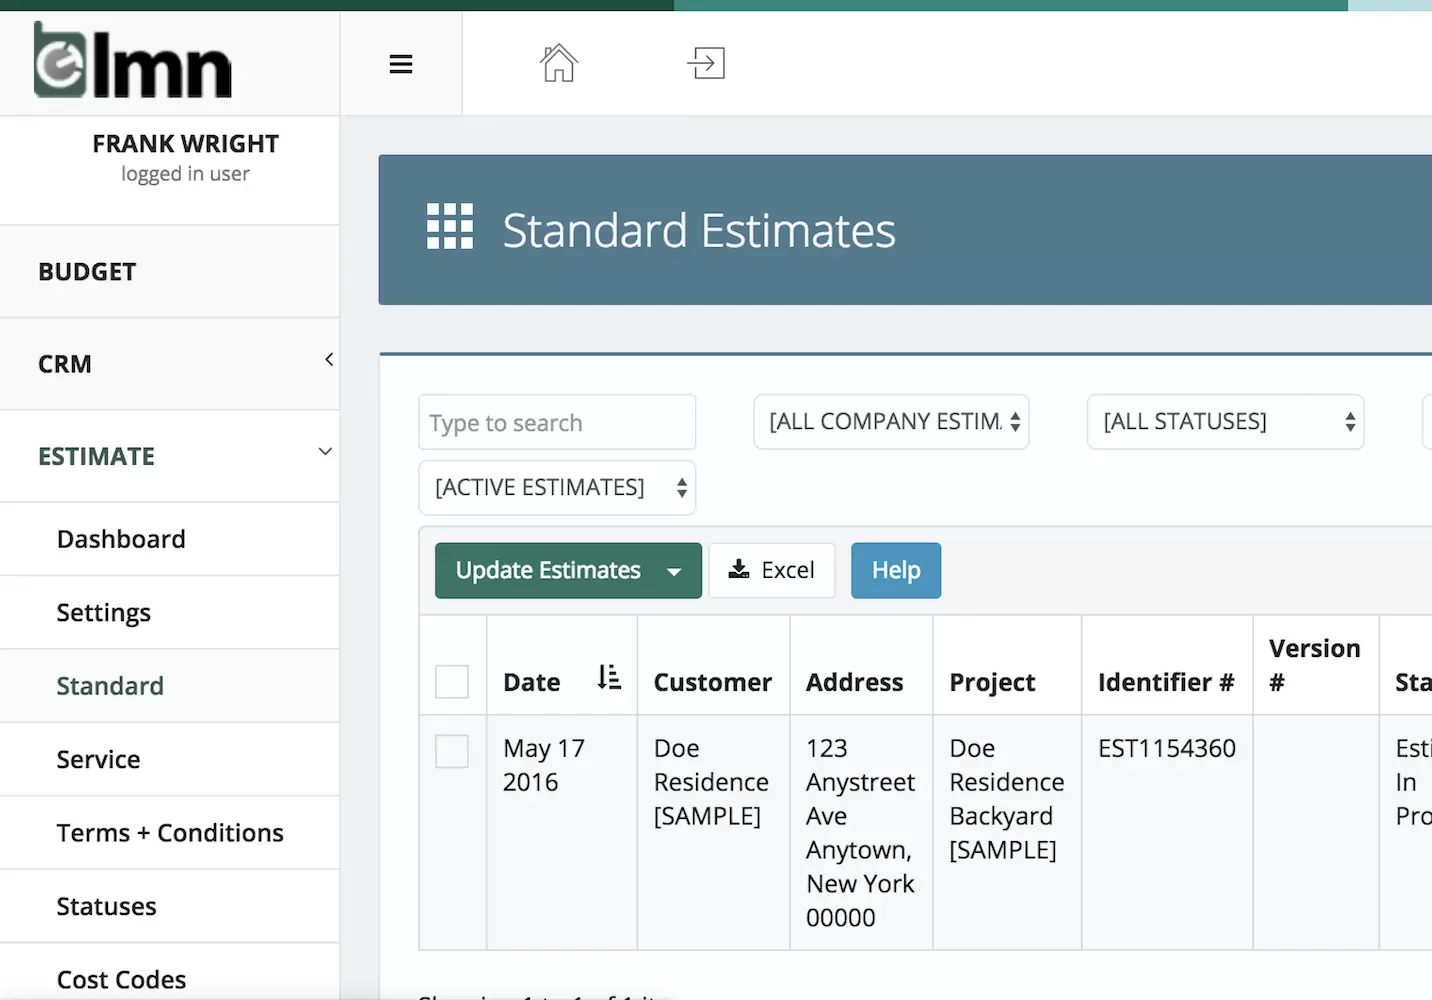 lmn
FRANK WRIGHT
logged in user
BUDGET
CRM
ESTIMATE
Dashboard
Settings
Standard
Service
Terms + Conditions
Statuses
Cost Codes
Standard Estimates
Type to search
[ALL COMPANY ESTIM
[ALL STATUSES]
[ACTIVE ESTIMATES]
Update Estimates
Excel
Help
Date
Customer
Address
Project
Identifier #
Version
#
Sta
May 17
2016
Doe
Residence
[SAMPLE]
123
Anystreet
Ave
Anytown,
New York
00000
Doe
Residence
Backyard
[SAMPLE]
EST1154360
Esti
In
Pro